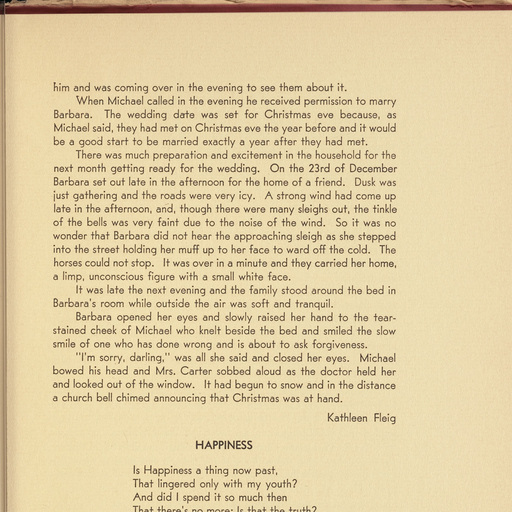 him and was coming over in the evening to see them about it.
When Michael called in the evening he received permission to marry
Barbara. The wedding date was set for Christmas eve because, as
Michael said, they had met on Christmas eve the year before and it would
be a good start to be married exactly a year after they had met.
There was much preparation and excitement in the household for the
next month getting ready for the wedding. On the 23rd of December
Barbara set out late in the afternoon for the home of a friend. Dusk was
just gathering and the roads were very icy. A strong wind had come up
late in the afternoon, and, though there were many sleighs out, the tinkle
of the bells was very faint due to the noise of the wind. So it was no
wonder that Barbara did not hear the approaching sleigh as she stepped
into the street holding her muff up to her face to ward off the cold. The
horses could not stop. It was over in a minute and they carried her home,
a limp, unconscious figure with a small white face.
It was late the next evening and the family stood around the bed in
Barbara's room while outside the air was soft and tranquil.
Barbara opened her eyes and slowly raised her hand to the tear-
stained cheek of Michael who knelt beside the bed and smiled the slow
smile of one who has done wrong and is about to ask forgiveness.
"I'm sorry, darling," was all she said and closed her eyes. Michael
bowed his head and Mrs. Carter sobbed aloud as the doctor held her
and looked out of the window. It had begun to snow and in the distance
a church bell chimed announcing that Christmas was at hand.
Kathleen Fleig
HAPPINESS
Is Happiness a thing now past,
That lingered only with my youth?
And did I spend it so much then
That there's no more; Is that the truth?